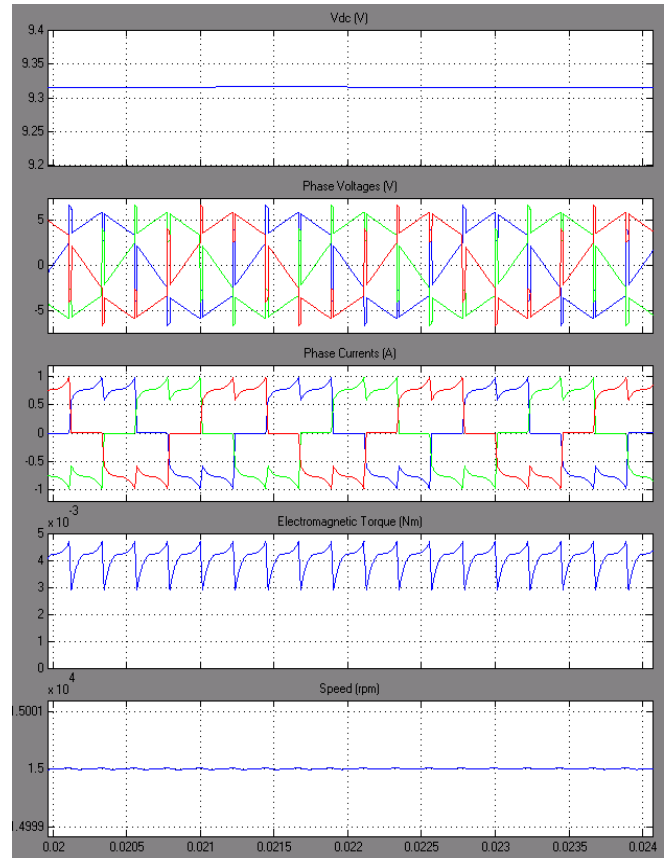 Vdc (V)
9.4
9.35
9.3
9.25
9.2
Phase Voltages (V)
5
0
-5
Phase Currents (A)
1
0.5
0
-0.5
-1
x 10^-3
Electromagnetic Torque (Nm)
5
4
3
2
1
0
x 10^4
Speed (rpm)
1.5001
1.5
1.4999
0.02 0.0205 0.021 0.0215 0.022 0.0225 0.023 0.0235 0.024